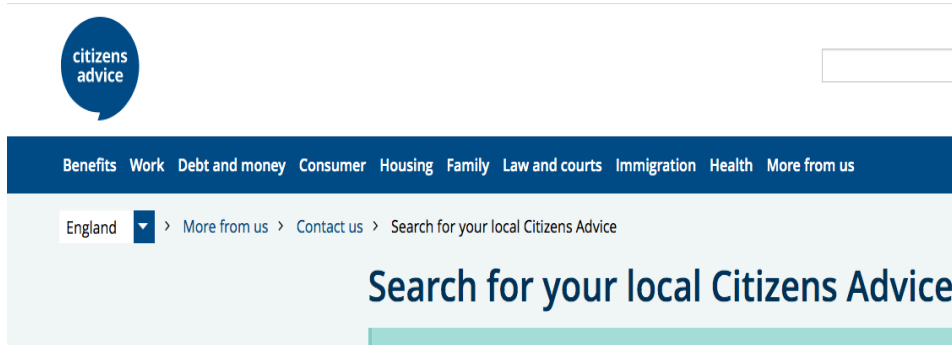 citizens
advice
Benefits Work Debt and money Consumer Housing Family Law and courts Immigration Health More from us
England > More from us > Contact us > Search for your local Citizens Advice
Search for your local Citizens Advice